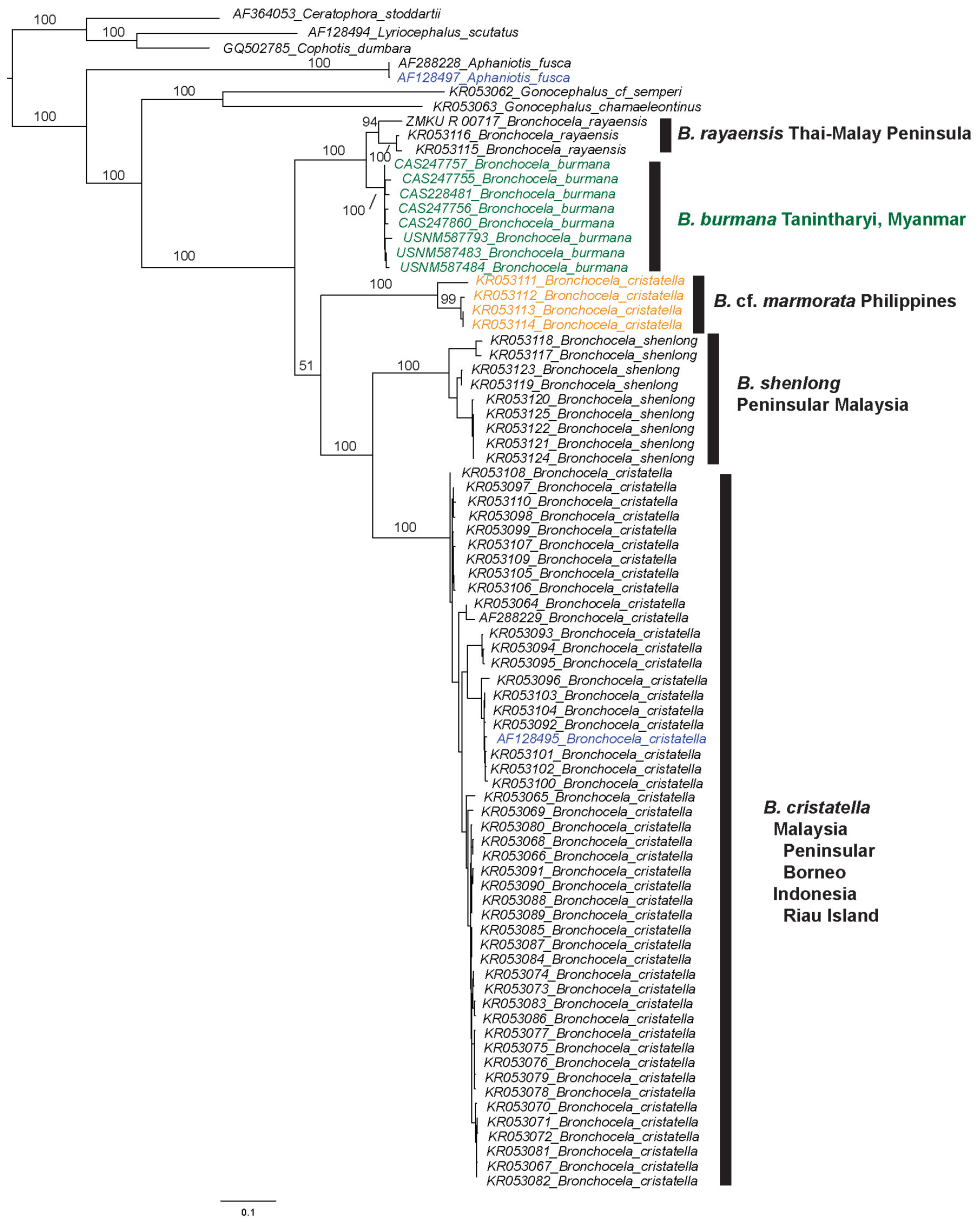 100
AF364053_Ceratophora_stoddartii
100
AF128494_Lyriocephalus_scutatus
GQ502785_Cophotis_dumbara
100
AF288228_Aphaniotis_fusca
AF128497_Aphaniotis_fusca
100
KR053062_Gonocephalus_cf_semperi
KR053063_Gonocephalus_chamaeleontinus
100
94
ZMKU R 00717_Bronchocela_rayaensis
KR053116_Bronchocela_rayaensis
KR053115_Bronchocela_rayaensis
B. rayaensis Thai-Malay Peninsula
100
100
100
CAS247757_Bronchocela_burmana
CAS247755_Bronchocela_burmana
CAS228481_Bronchocela_burmana
CAS247756_Bronchocela_burmana
CAS247860_Bronchocela_burmana
USNM587793_Bronchocela_burmana
USNM587483_Bronchocela_burmana
USNM587484_Bronchocela_burmana
B. burmana Tanintharyi, Myanmar
100
100
100
KR053111_Bronchocela_cristatella
KR053112_Bronchocela_cristatella
KR053113_Bronchocela_cristatella
KR053114_Bronchocela_cristatella
99
B. cf. marmorata Philippines
51
100
KR053118_Bronchocela_shenlong
KR053117_Bronchocela_shenlong
KR053123_Bronchocela_shenlong
KR053119_Bronchocela_shenlong
KR053120_Bronchocela_shenlong
KR053125_Bronchocela_shenlong
KR053122_Bronchocela_shenlong
KR053121_Bronchocela_shenlong
KR053124_Bronchocela_shenlong
B. shenlong
Peninsular Malaysia
100
100
KR053108_Bronchocela_cristatella
KR053097_Bronchocela_cristatella
KR053110_Bronchocela_cristatella
KR053098_Bronchocela_cristatella
KR053099_Bronchocela_cristatella
KR053107_Bronchocela_cristatella
KR053109_Bronchocela_cristatella
KR053105_Bronchocela_cristatella
KR053106_Bronchocela_cristatella
KR053064_Bronchocela_cristatella
AF288229_Bronchocela_cristatella
KR053093_Bronchocela_cristatella
KR053094_Bronchocela_cristatella
KR053095_Bronchocela_cristatella
KR053096_Bronchocela_cristatella
KR053103_Bronchocela_cristatella
KR053104_Bronchocela_cristatella
KR053092_Bronchocela_cristatella
AF128495_Bronchocela_cristatella
KR053101_Bronchocela_cristatella
KR053102_Bronchocela_cristatella
KR053100_Bronchocela_cristatella
KR053065_Bronchocela_cristatella
KR053069_Bronchocela_cristatella
KR053080_Bronchocela_cristatella
KR053068_Bronchocela_cristatella
KR053066_Bronchocela_cristatella
KR053091_Bronchocela_cristatella
KR053090_Bronchocela_cristatella
KR053088_Bronchocela_cristatella
KR053089_Bronchocela_cristatella
KR053085_Bronchocela_cristatella
KR053087_Bronchocela_cristatella
KR053084_Bronchocela_cristatella
KR053074_Bronchocela_cristatella
KR053073_Bronchocela_cristatella
KR053083_Bronchocela_cristatella
KR053086_Bronchocela_cristatella
KR053077_Bronchocela_cristatella
KR053075_Bronchocela_cristatella
KR053076_Bronchocela_cristatella
KR053079_Bronchocela_cristatella
KR053078_Bronchocela_cristatella
KR053070_Bronchocela_cristatella
KR053071_Bronchocela_cristatella
KR053072_Bronchocela_cristatella
KR053081_Bronchocela_cristatella
KR053067_Bronchocela_cristatella
KR053082_Bronchocela_cristatella
B. cristatella
Malaysia
Peninsular
Borneo
Indonesia
Riau Island
0.1